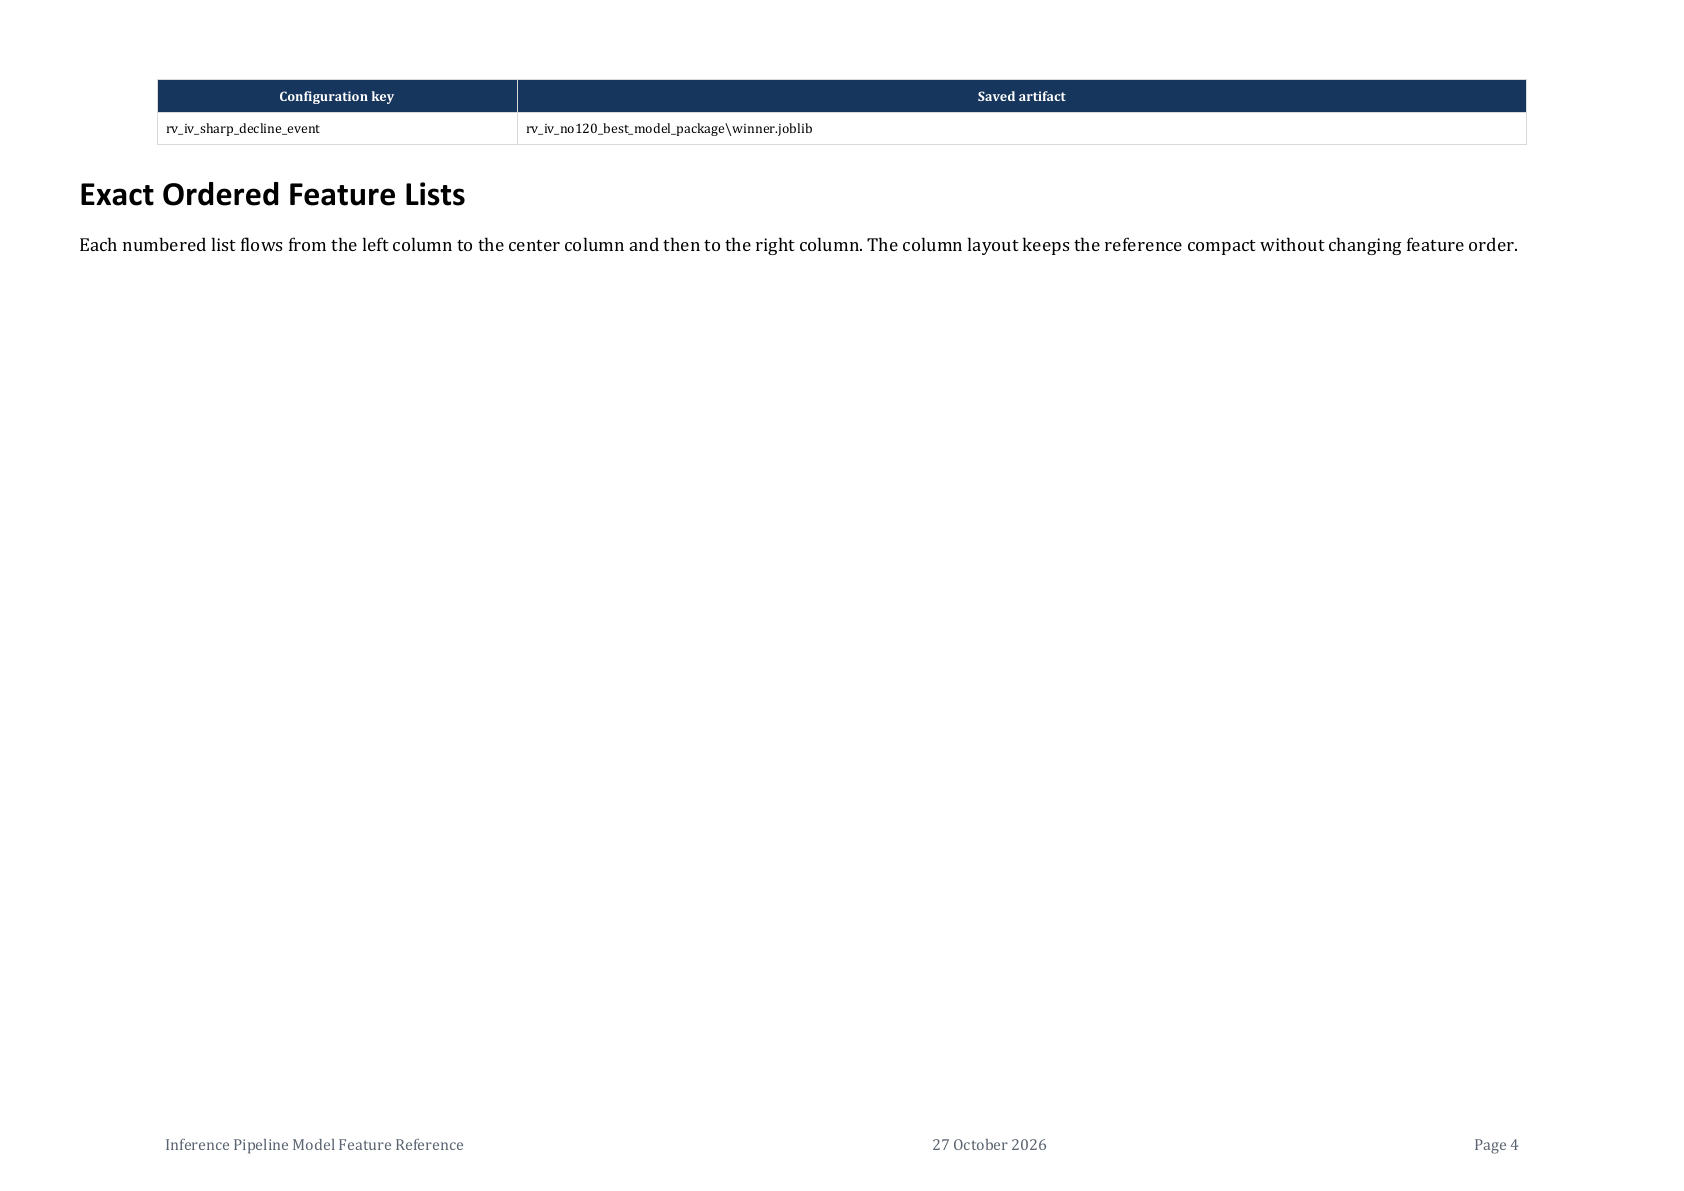 Configuration key Saved artifact
rv_iv_sharp_decline_event rv_iv_no120_best_model_package\winner.joblib
Exact Ordered Feature Lists
Each numbered list flows from the left column to the center column and then to the right column. The column layout keeps the reference compact without changing feature order.
Inference Pipeline Model Feature Reference 27 October 2026 Page 4